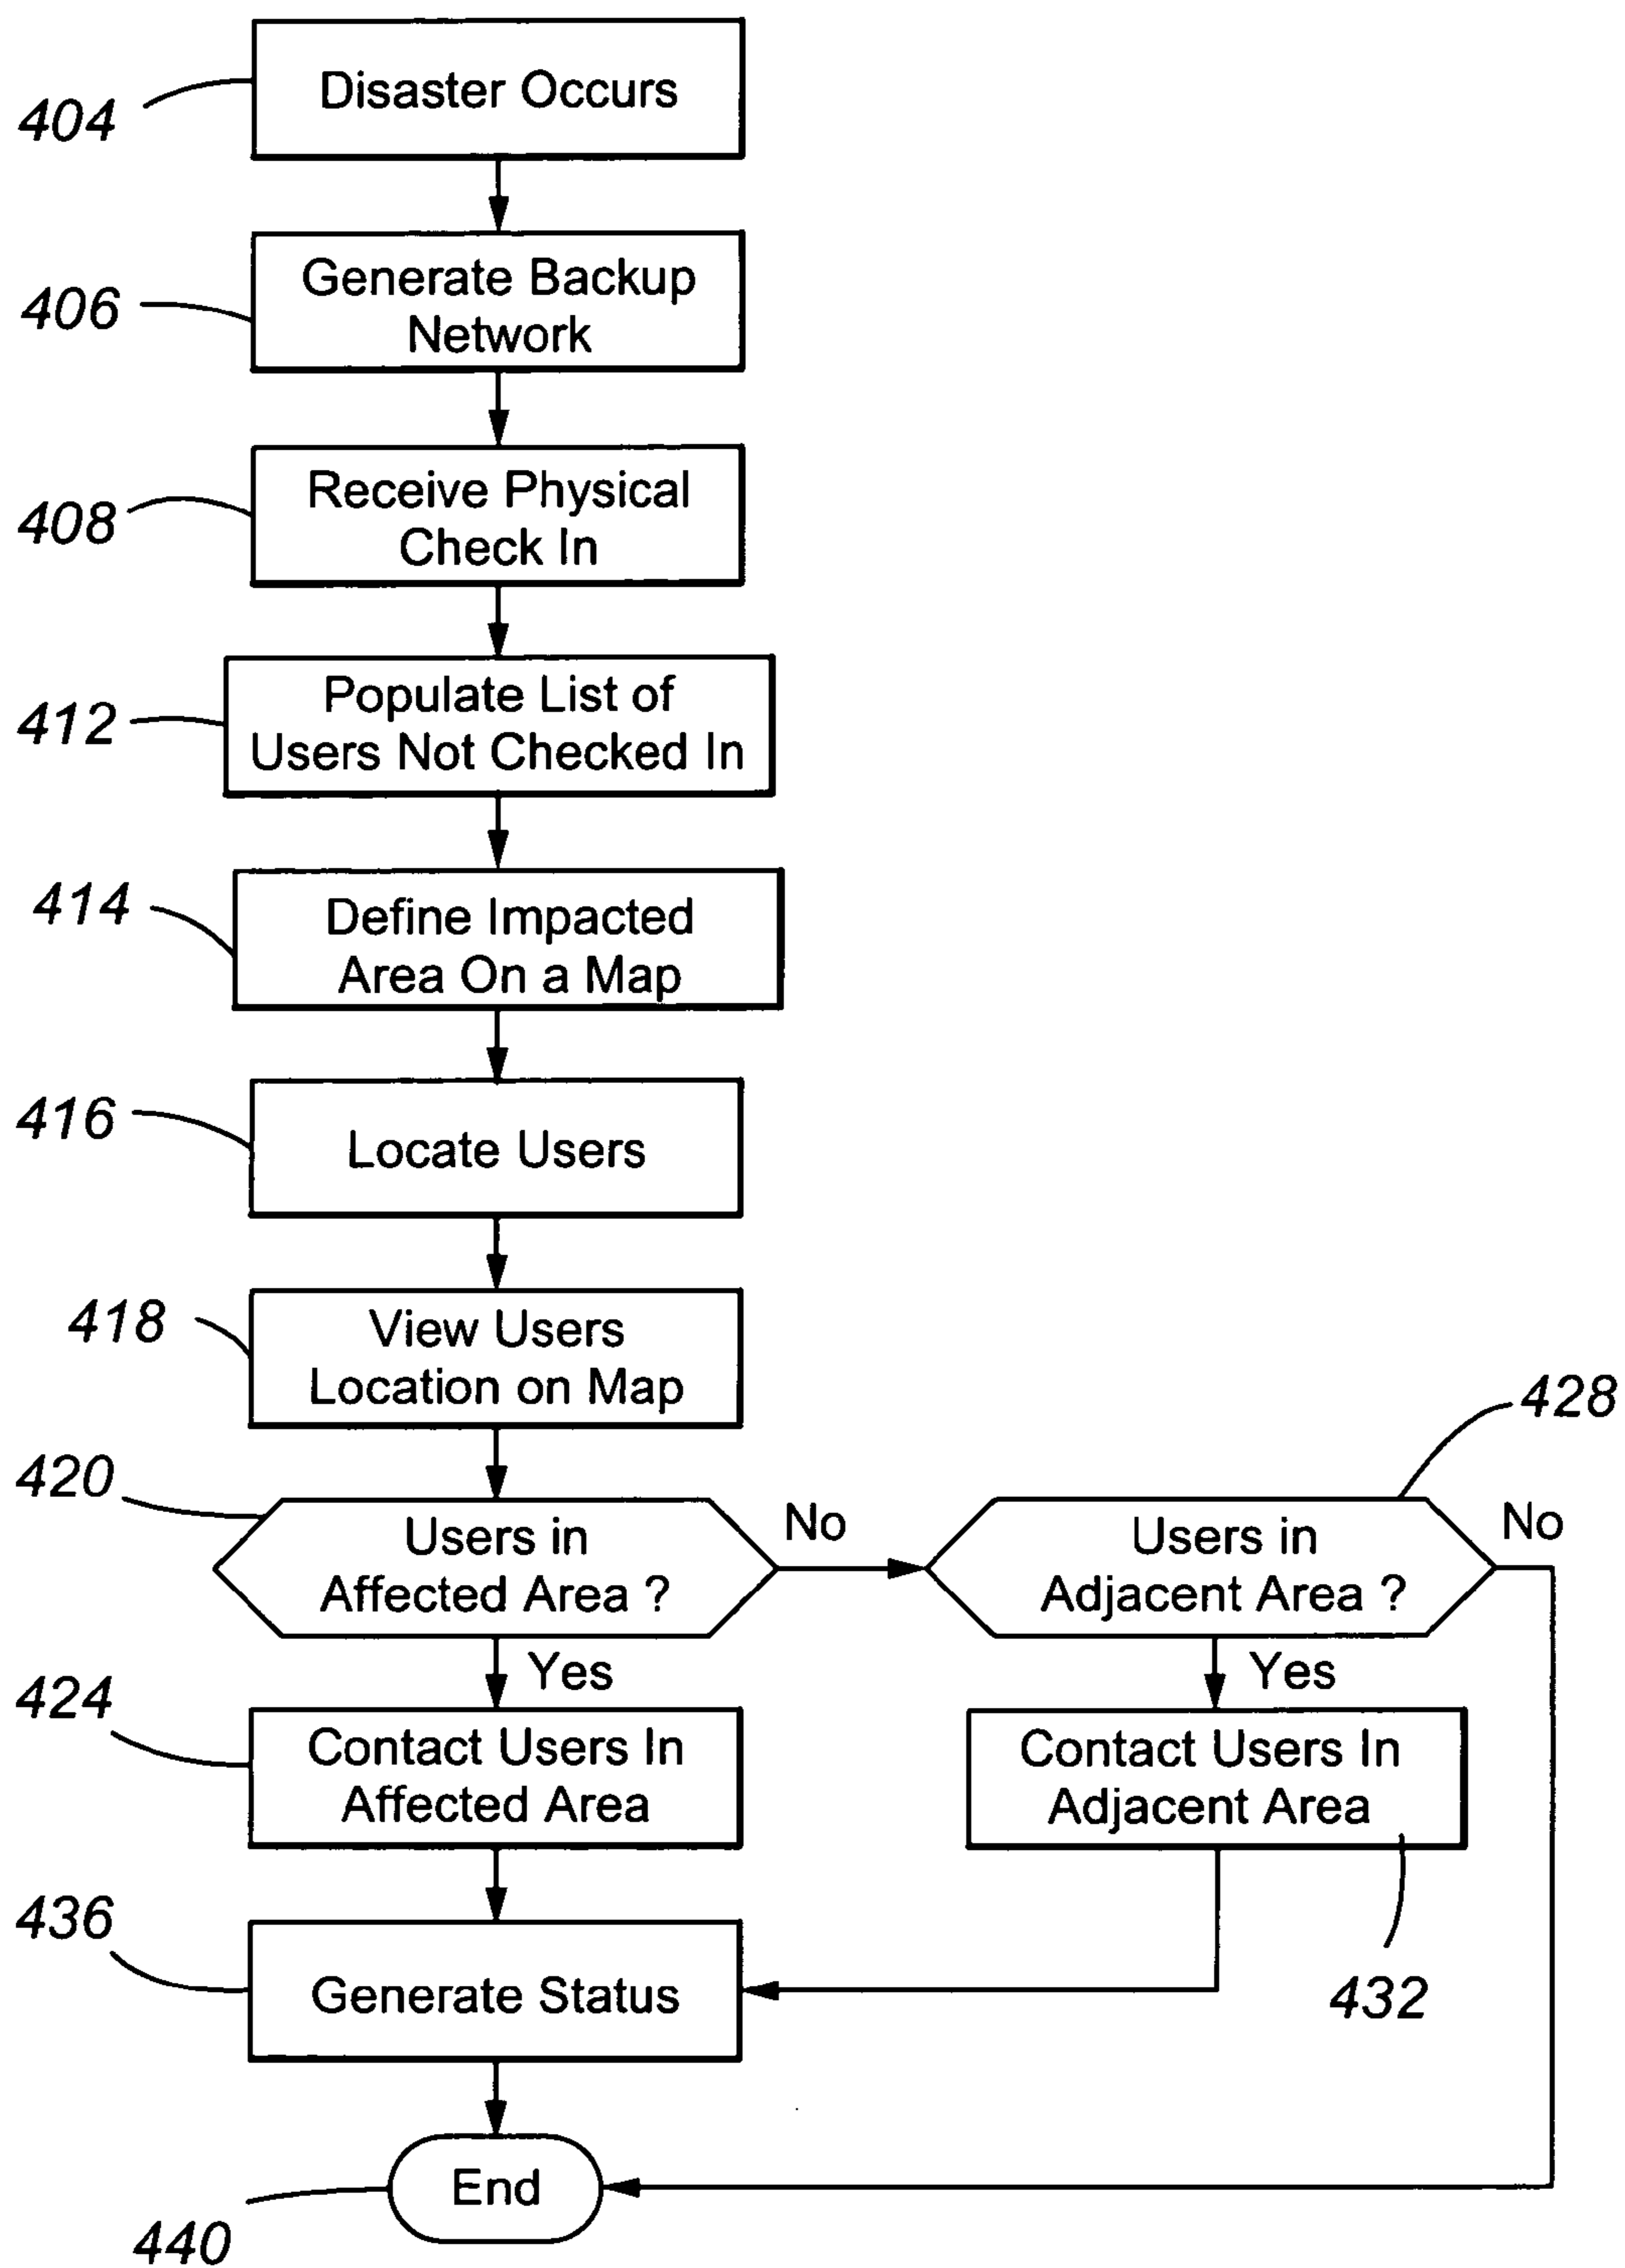 Disaster Occurs
404
Generate Backup
Network
406
Receive Physical
Check In
408
Populate List of
Users Not Checked In
412
Define Impacted
Area On a Map
414
Locate Users
416
View Users
Location on Map
418
420
Users in
Affected Area ?
No
Users in
Adjacent Area ?
428
No
Yes
Yes
424
Contact Users In
Affected Area
Contact Users In
Adjacent Area
432
436
Generate Status
End
440